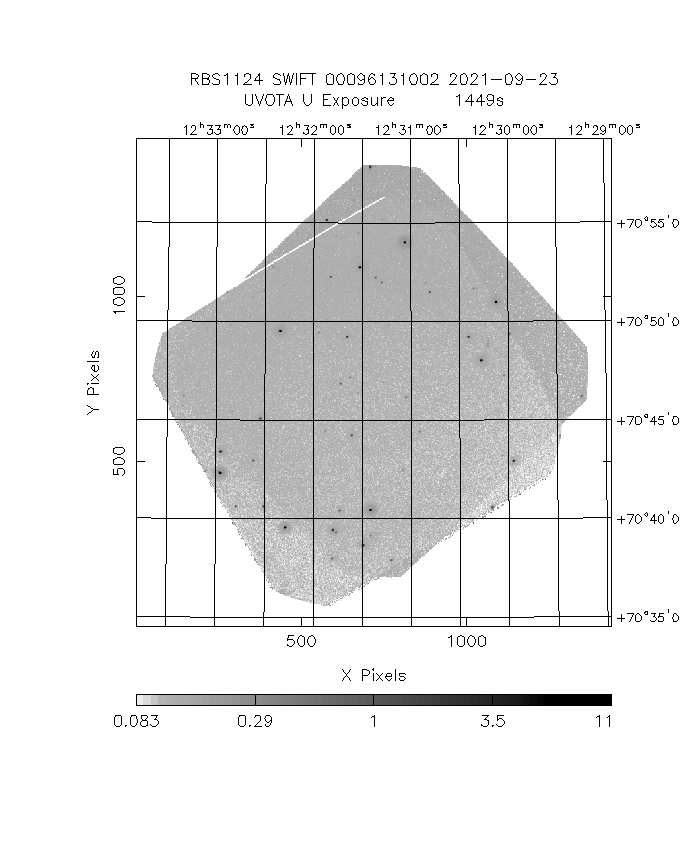 RBS1124 SWIFT 00096131002 2021-09-23
UVOTA U Exposure 1449s
12ʰ33ᵐ00ˢ 12ʰ32ᵐ00ˢ 12ʰ31ᵐ00ˢ 12ʰ30ᵐ00ˢ 12ʰ29ᵐ00ˢ
+70°55'0
1000
+70°50'0
Y Pixels
+70°45'0
500
+70°40'0
+70°35'0
500 1000
X Pixels
0.083 0.29 1 3.5 11